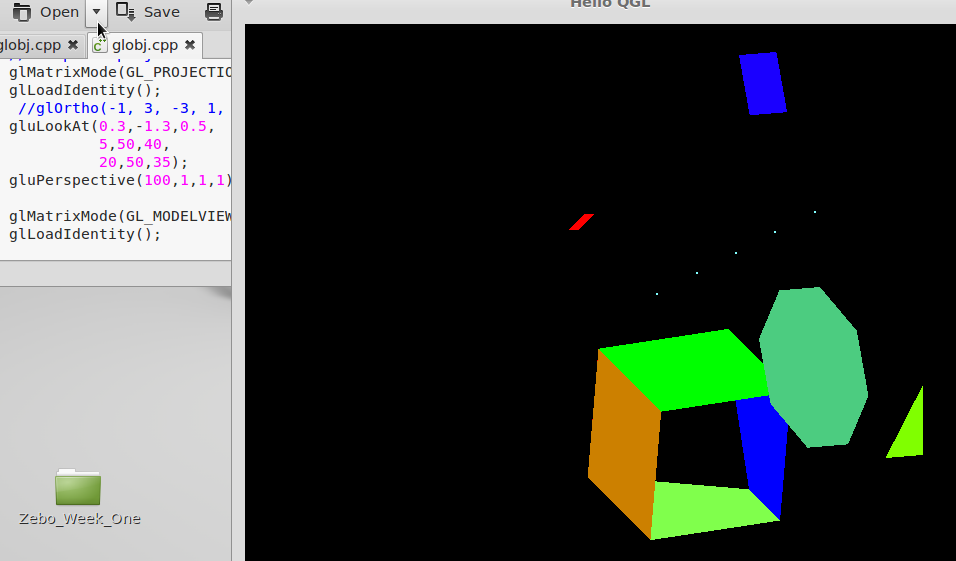 Hello QGL
Open
Save
globj.cpp
globj.cpp
glMatrixMode(GL_PROJECTIO
glLoadIdentity();
//glOrtho(-1, 3, -3, 1,
gluLookAt(0.3,-1.3,0.5,
5,50,40,
20,50,35);
gluPerspective(100,1,1,1)
glMatrixMode(GL_MODELVIEW
glLoadIdentity();
Zebo_Week_One